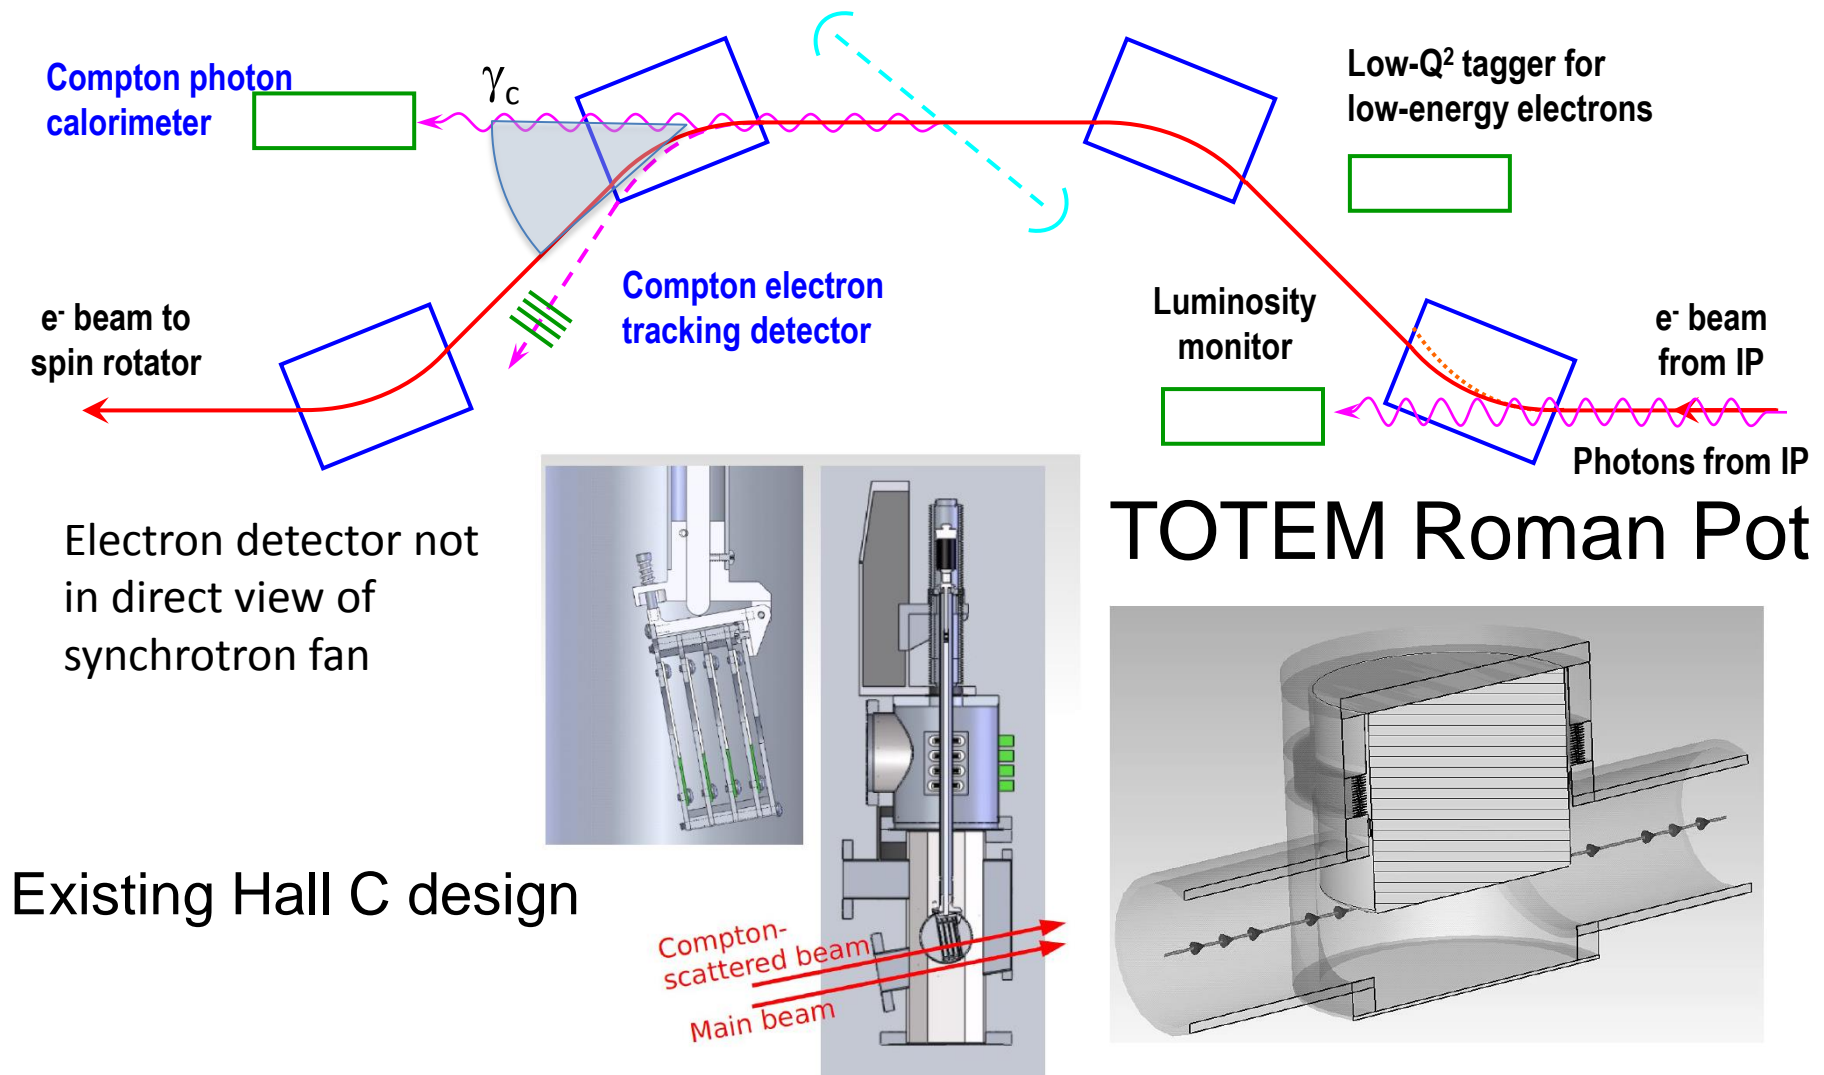 Compton photon
calorimeter
γc
Low-Q² tagger for
low-energy electrons
Compton electron
tracking detector
e⁻ beam to
spin rotator
Luminosity
monitor
e⁻ beam
from IP
Photons from IP
TOTEM Roman Pot
Electron detector not
in direct view of
synchrotron fan
Existing Hall C design
Compton-
scattered beam
Main beam